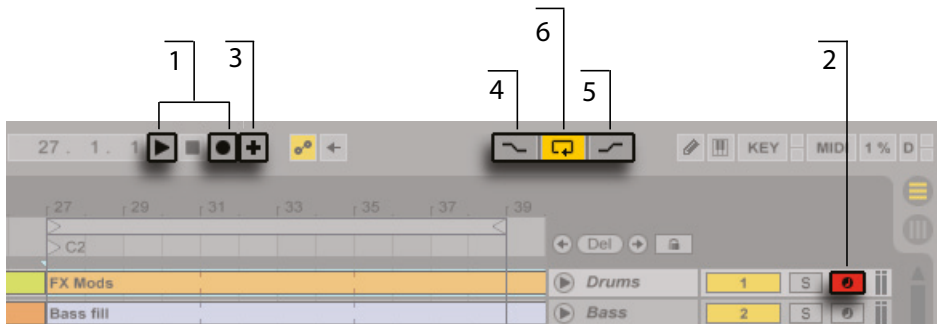 6
1 3 4 5 2
27. 1. 1 KEY MIDI 1 % D
27 29 31 33 35 37 39
C2 Del
FX Mods Drums 1 S
Bass fill Bass 2 S